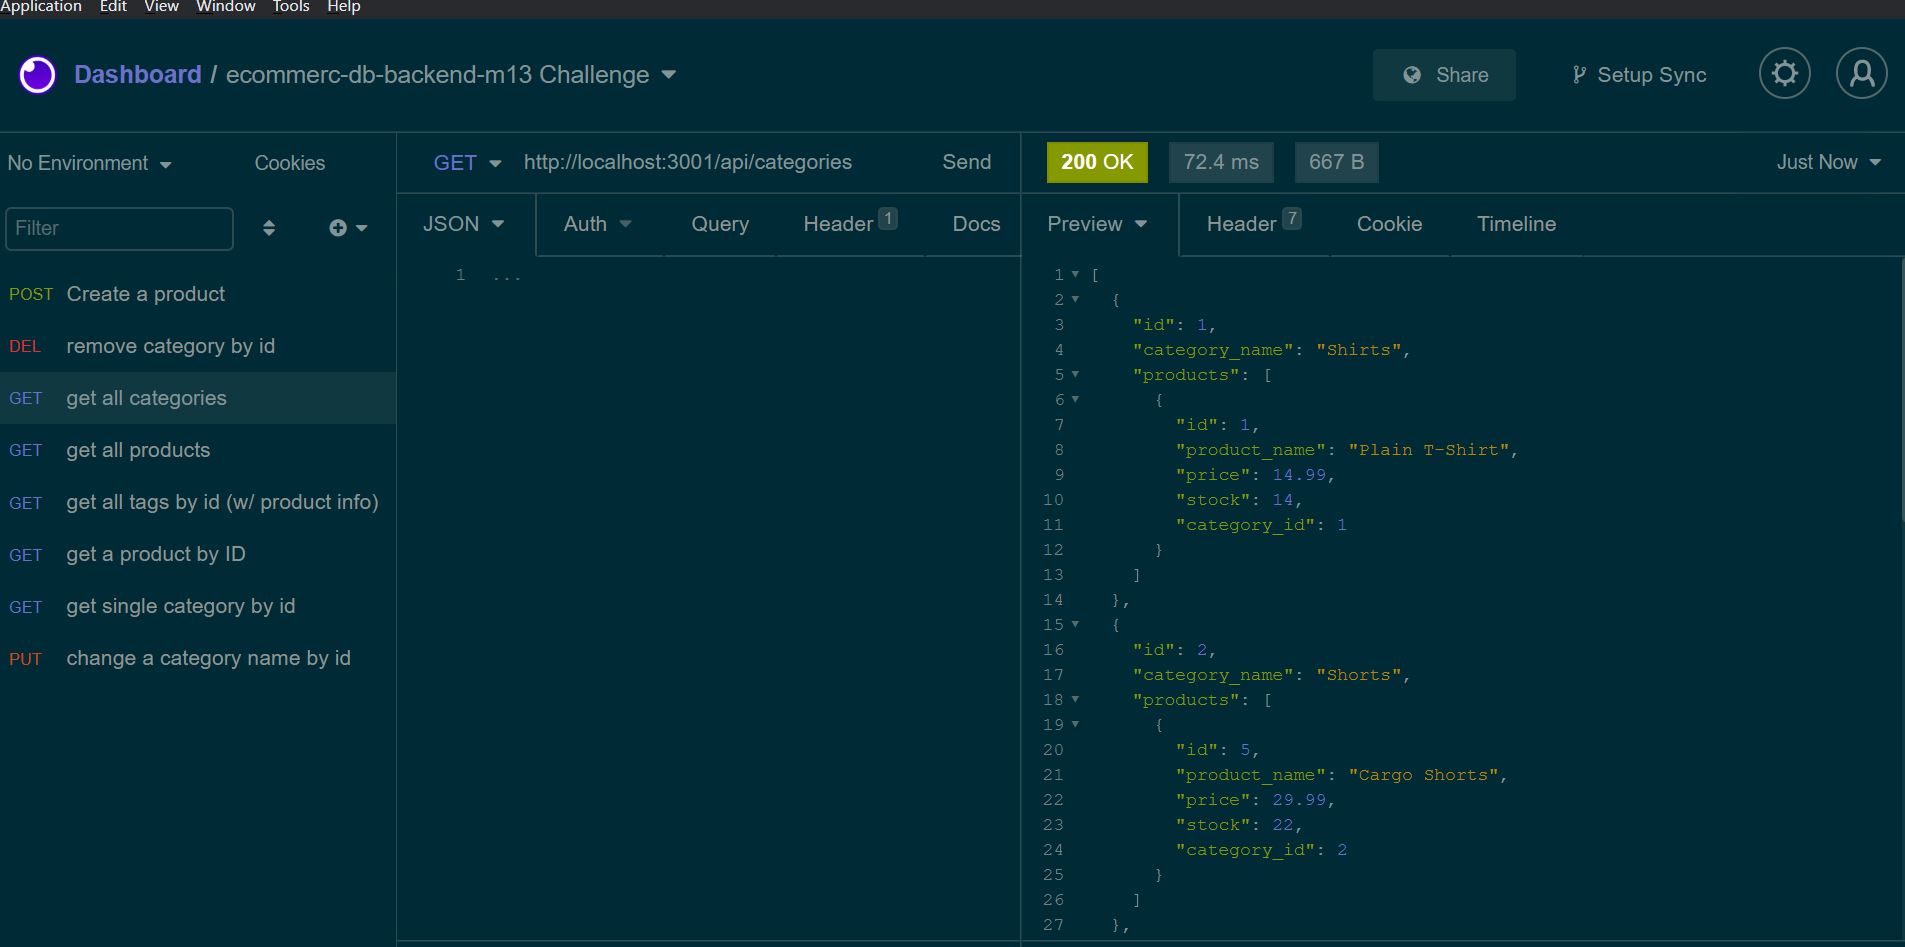 Application Edit View Window Tools Help
Dashboard / ecommerc-db-backend-m13 Challenge
Share
Setup Sync
No Environment
Cookies
Filter
POST Create a product
DEL remove category by id
GET get all categories
GET get all products
GET get all tags by id (w/ product info)
GET get a product by ID
GET get single category by id
PUT change a category name by id
GET http://localhost:3001/api/categories Send
JSON Auth Query Header 1 Docs
1 ...
200 OK 72.4 ms 667 B Just Now
Preview Header 7 Cookie Timeline
1 [
2 {
3 "id": 1,
4 "category_name": "Shirts",
5 "products": [
6 {
7 "id": 1,
8 "product_name": "Plain T-Shirt",
9 "price": 14.99,
10 "stock": 14,
11 "category_id": 1
12 }
13 ]
14 },
15 {
16 "id": 2,
17 "category_name": "Shorts",
18 "products": [
19 {
20 "id": 5,
21 "product_name": "Cargo Shorts",
22 "price": 29.99,
23 "stock": 22,
24 "category_id": 2
25 }
26 ]
27 },